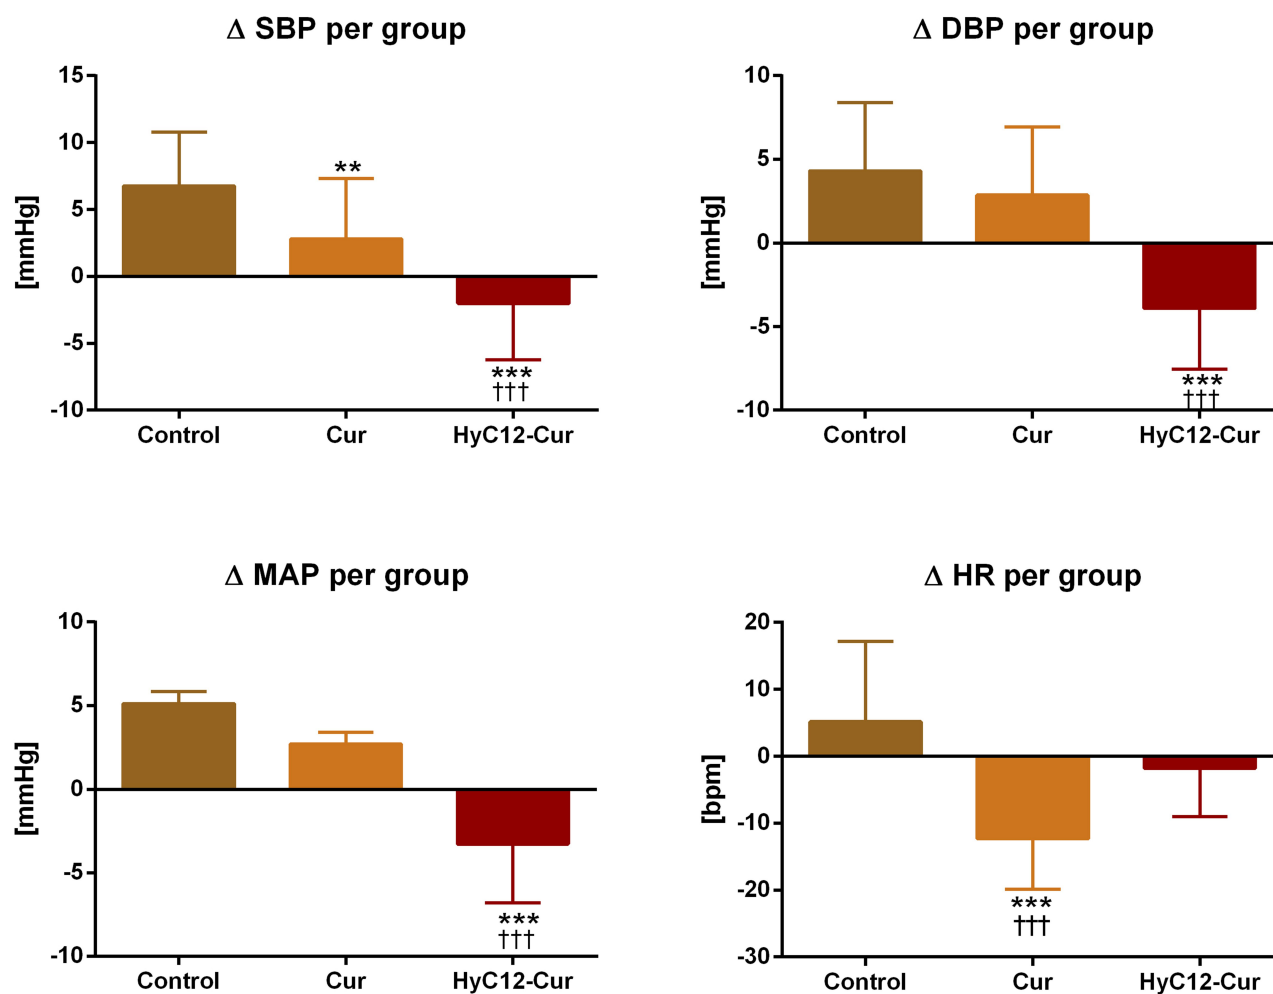 Δ SBP per group
15
10
5
0
-5
-10
[mmHg]
**
***
†††
Control Cur HyC12-Cur
Δ DBP per group
10
5
0
-5
-10
[mmHg]
***
†††
Control Cur HyC12-Cur
Δ MAP per group
10
5
0
-5
-10
[mmHg]
***
†††
Control Cur HyC12-Cur
Δ HR per group
20
10
0
-10
-20
-30
[bpm]
***
†††
Control Cur HyC12-Cur